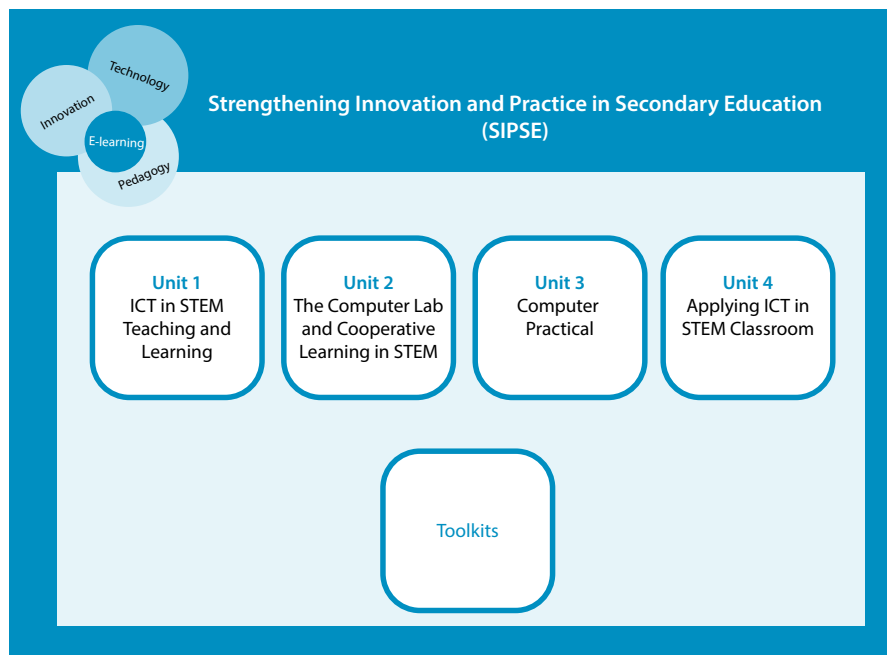 Technology
Innovation
E-learning
Pedagogy
Strengthening Innovation and Practice in Secondary Education
(SIPSE)
Unit 1
ICT in STEM
Teaching and
Learning
Unit 2
The Computer Lab
and Cooperative
Learning in STEM
Unit 3
Computer
Practical
Unit 4
Applying ICT in
STEM Classroom
Toolkits